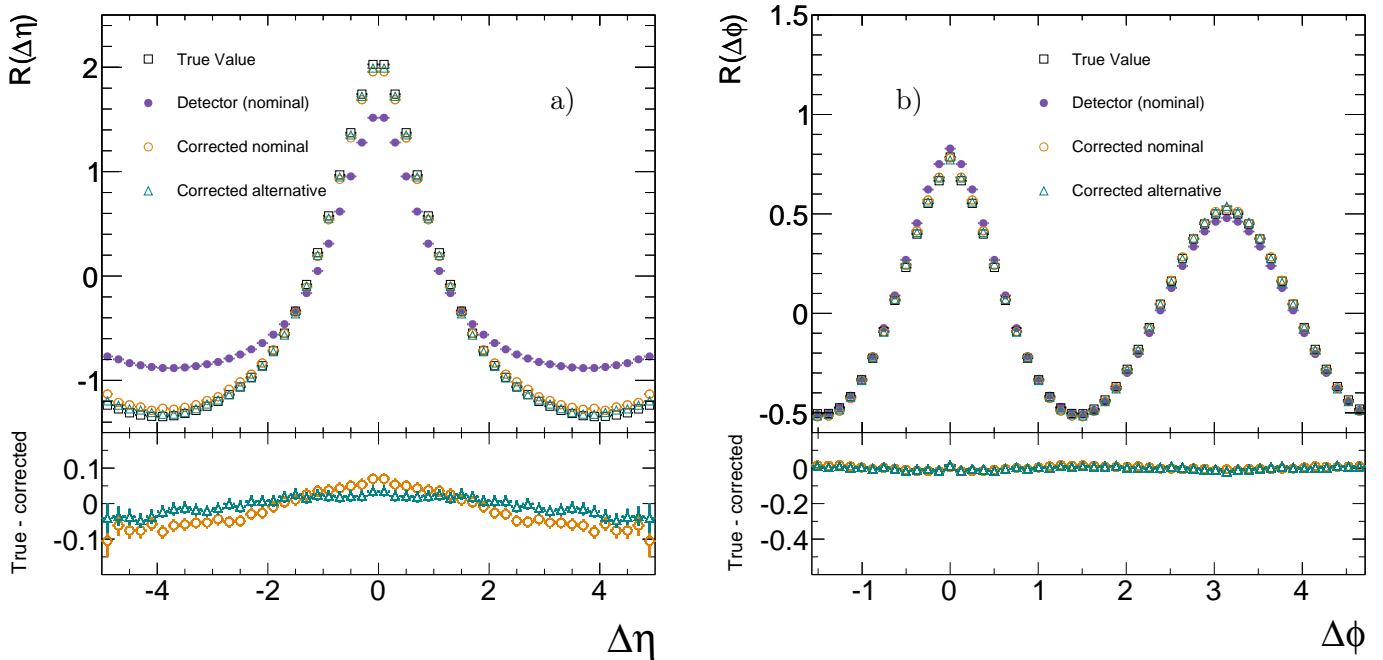 R(Δη)
2
1
0
-1
True Value
Detector (nominal)
Corrected nominal
Corrected alternative
a)
True - corrected
0.1
0
-0.1
-4
-2
0
2
4
Δη
R(Δϕ)
1.5
1
0.5
0
-0.5
True Value
Detector (nominal)
Corrected nominal
Corrected alternative
b)
True - corrected
0
-0.2
-0.4
-1
0
1
2
3
4
Δϕ